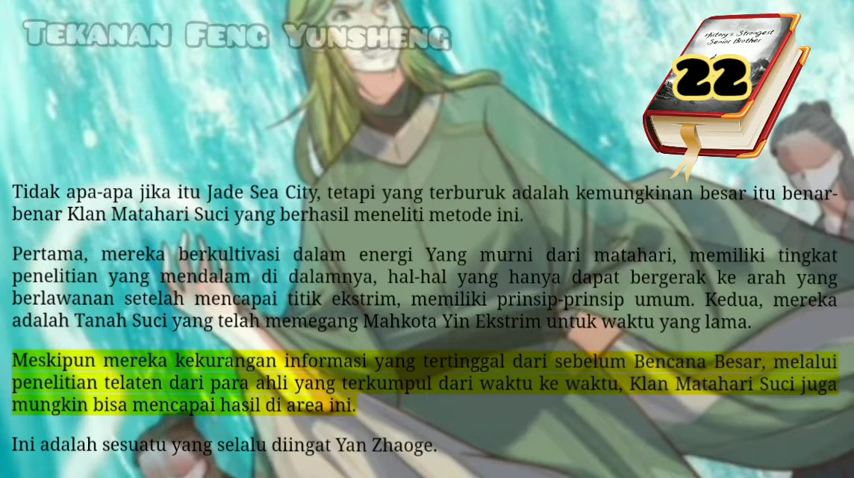 Tekanan Feng Yunsheng
History's Strongest
Senior Brother
22
Tidak apa-apa jika itu Jade Sea City, tetapi yang terburuk adalah kemungkinan besar itu benar-
benar Klan Matahari Suci yang berhasil meneliti metode ini.
Pertama, mereka berkultivasi dalam energi Yang murni dari matahari, memiliki tingkat
penelitian yang mendalam di dalamnya, hal-hal yang hanya dapat bergerak ke arah yang
berlawanan setelah mencapai titik ekstrim, memiliki prinsip-prinsip umum. Kedua, mereka
adalah Tanah Suci yang telah memegang Mahkota Yin Ekstrim untuk waktu yang lama.
Meskipun mereka kekurangan informasi yang tertinggal dari sebelum Bencana Besar, melalui
penelitian telaten dari para ahli yang terkumpul dari waktu ke waktu, Klan Matahari Suci juga
mungkin bisa mencapai hasil di area ini.
Ini adalah sesuatu yang selalu diingat Yan Zhaoge.